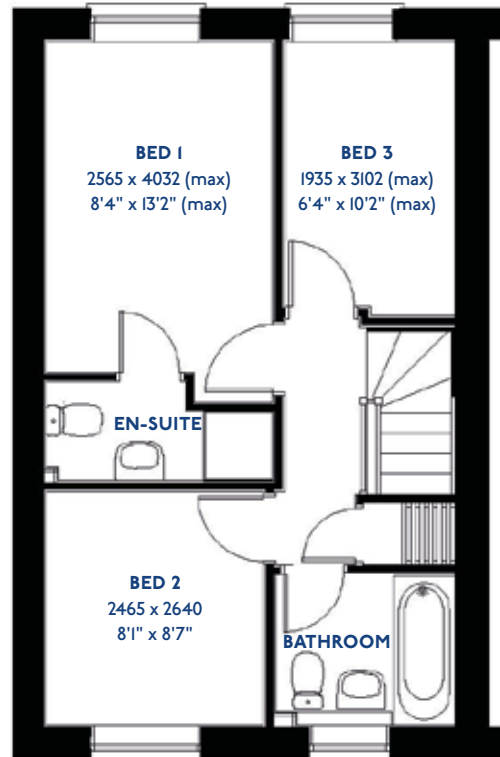 BED 1
2565 x 4032 (max)
8'4" x 13'2" (max)
BED 3
1935 x 3102 (max)
6'4" x 10'2" (max)
EN-SUITE
BED 2
2465 x 2640
8'1" x 8'7"
BATHROOM